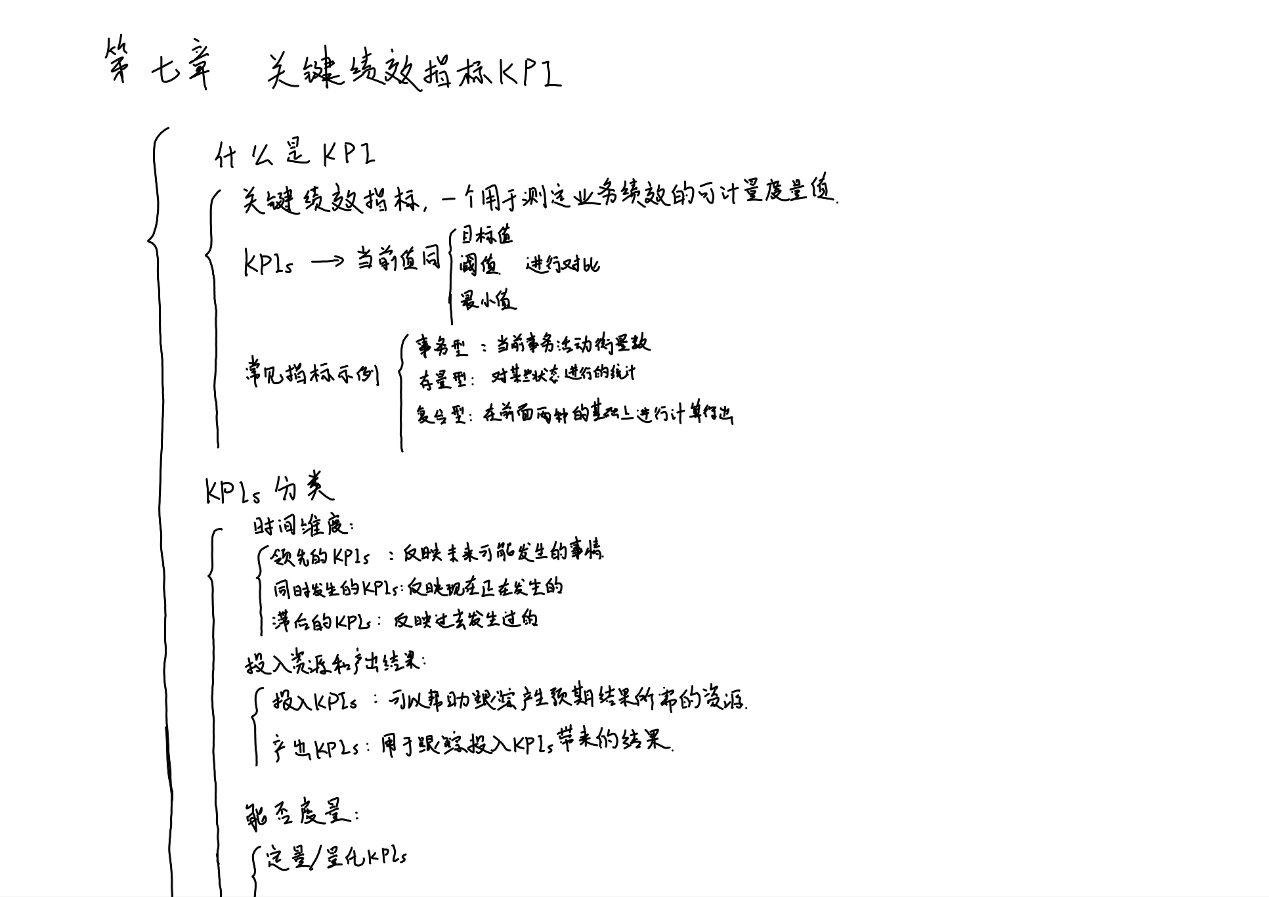 第七章 关键绩效指标KPI
什么是KPI
关键绩效指标,一个用于测定业务绩效的可计量度量值.
KPIs → 当前值同
目标值
阈值 进行对比
最小值
常见指标示例
事务型:当前事务活动衡量数
存量型:对某些状态进行的统计
复合型:在前面两种的基础上进行计算得出
KPIs 分类
时间维度:
领先的KPIs :反映未来可能发生的事情.
同时发生的KPIs:反映现在正在发生的
滞后的KPIs:反映过去发生过的
投入资源和产出结果:
投入KPIs :可以帮助跟踪产生预期结果所需的资源.
产出KPIs:用于跟踪投入KPIs带来的结果.
能否度量:
定量/量化KPIs